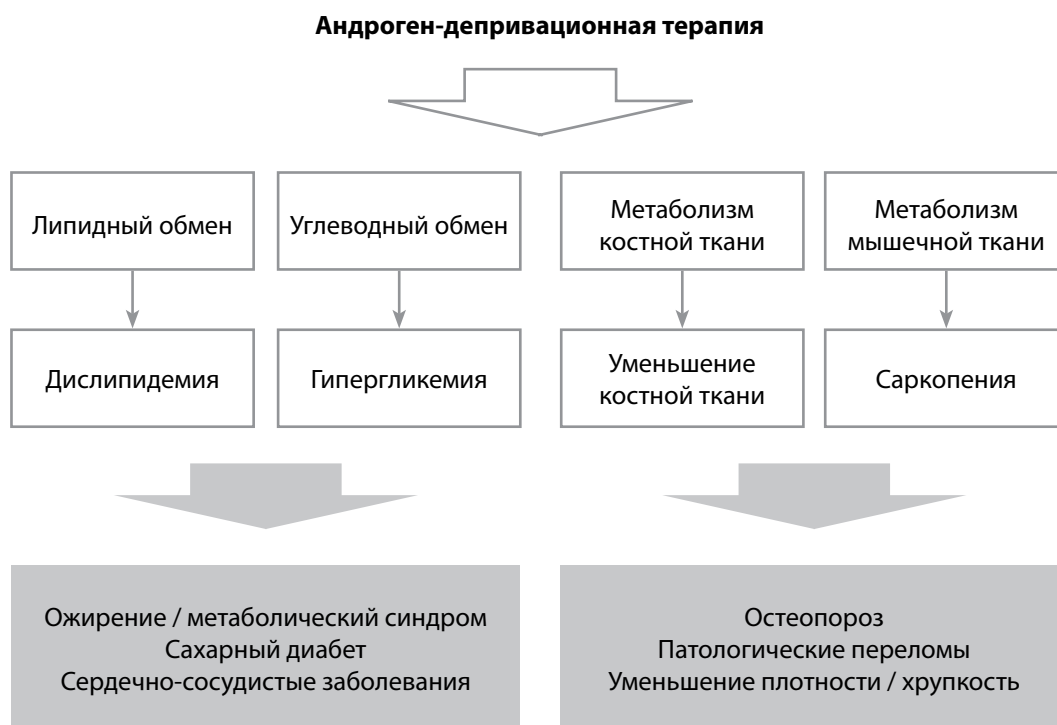 Андроген-депривационная терапия
Липидный обмен
Углеводный обмен
Метаболизм
костной ткани
Метаболизм
мышечной ткани
Дислипидемия
Гипергликемия
Уменьшение
костной ткани
Саркопения
Ожирение / метаболический синдром
Сахарный диабет
Сердечно-сосудистые заболевания
Остеопороз
Патологические переломы
Уменьшение плотности / хрупкость